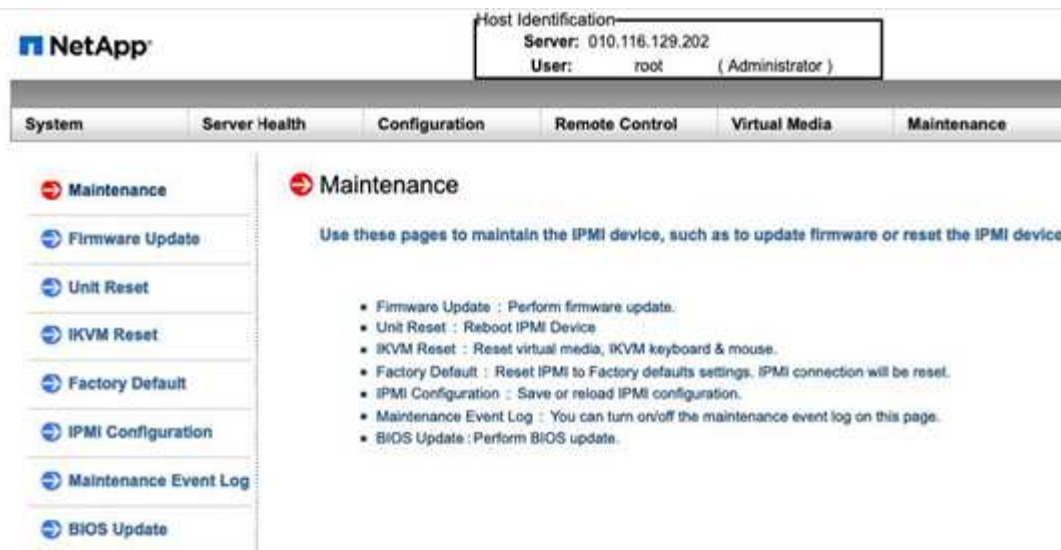 NetApp
Host Identification
Server: 010.116.129.202
User: root ( Administrator )
System Server Health Configuration Remote Control Virtual Media Maintenance
Maintenance
Firmware Update
Unit Reset
IKVM Reset
Factory Default
IPMI Configuration
Maintenance Event Log
BIOS Update
Maintenance
Use these pages to maintain the IPMI device, such as to update firmware or reset the IPMI device
• Firmware Update : Perform firmware update.
• Unit Reset : Reboot IPMI Device
• IKVM Reset : Reset virtual media, IKVM keyboard & mouse.
• Factory Default : Reset IPMI to Factory defaults settings. IPMI connection will be reset.
• IPMI Configuration : Save or reload IPMI configuration.
• Maintenance Event Log : You can turn on/off the maintenance event log on this page.
• BIOS Update : Perform BIOS update.